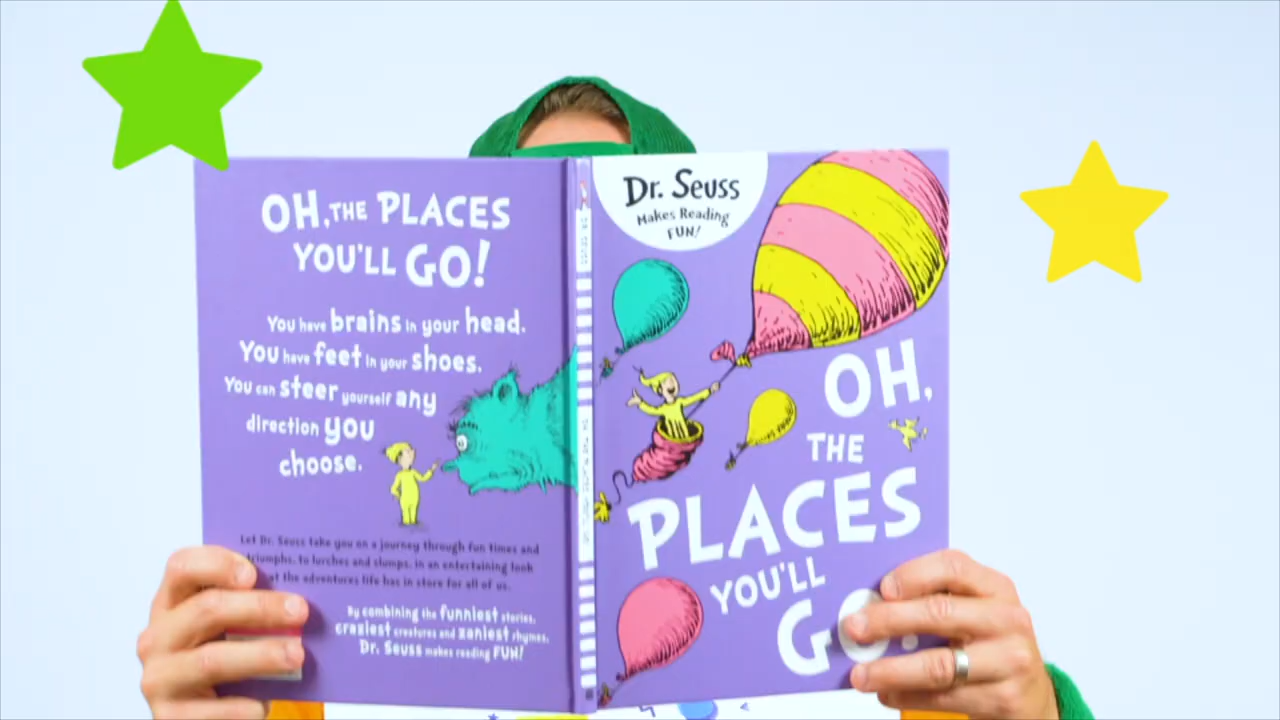 OH, THE PLACES
YOU'LL GO!
You have brains in your head.
You have feet in your shoes.
You can steer yourself any
direction you
choose.
Let Dr. Seuss take you on a journey through fun times and
triumphs, to lurches and slumps, in an entertaining look
at the adventures life has in store for all of us.
By combining the funniest stories,
craziest creatures and zaniest rhymes,
Dr. Seuss makes reading FUN!
DR. SEUSS
Dr. Seuss
Makes Reading
FUN!
OH,
THE
PLACES
YOU'LL
GO!